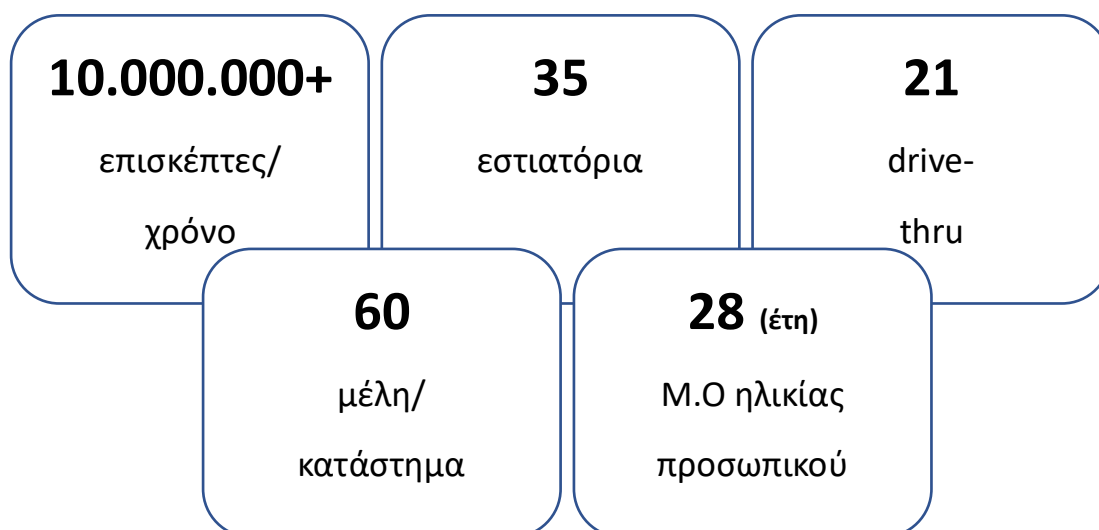 10.000.000+
επισκέπτες/
χρόνο
35
εστιατόρια
21
drive-
thru
60
μέλη/
κατάστημα
28 (έτη)
Μ.Ο ηλικίας
προσωπικού